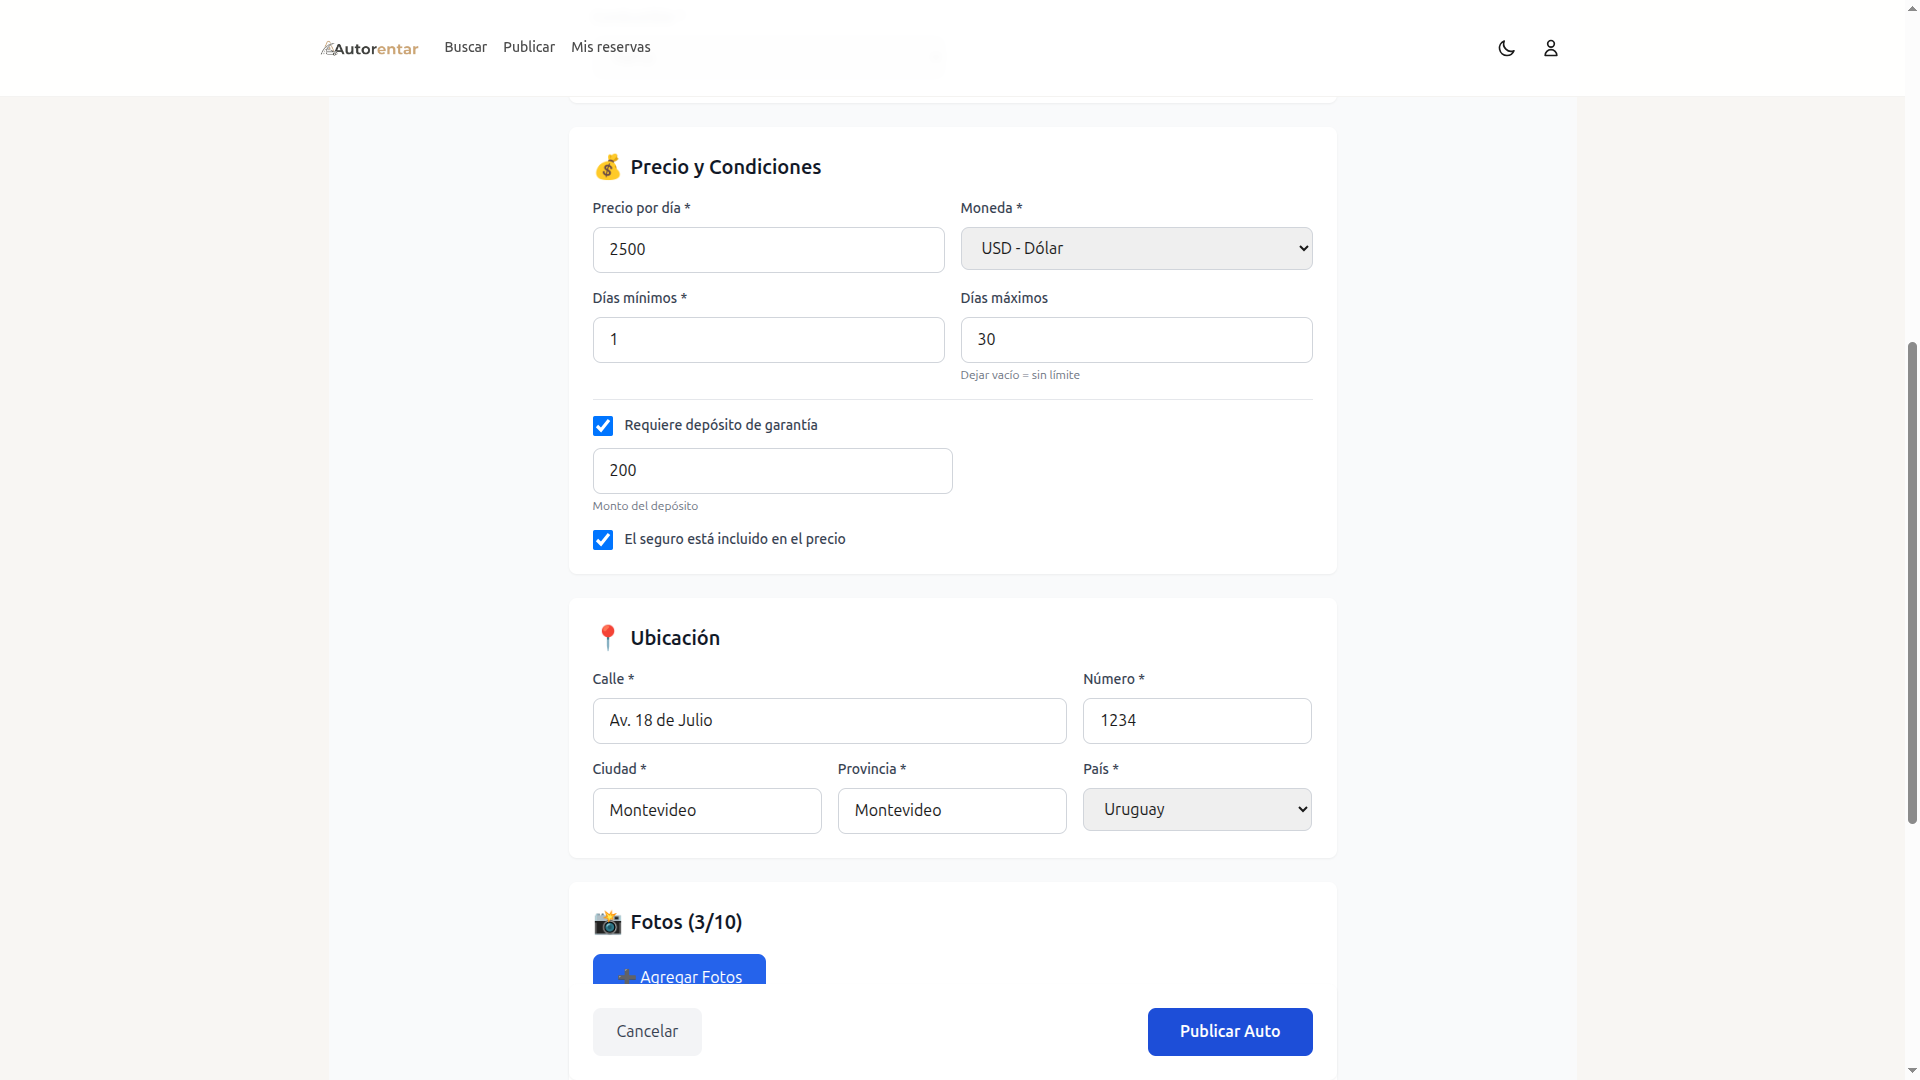 Autorentar
Buscar Publicar Mis reservas
Precio y Condiciones
Precio por día * Moneda *
2500 USD - Dólar
Días mínimos * Días máximos
1 30
Dejar vacío = sin límite
Requiere depósito de garantía
200
Monto del depósito
El seguro está incluido en el precio
Ubicación
Calle * Número *
Av. 18 de Julio 1234
Ciudad * Provincia * País *
Montevideo Montevideo Uruguay
Fotos (3/10)
Agregar Fotos
Cancelar Publicar Auto